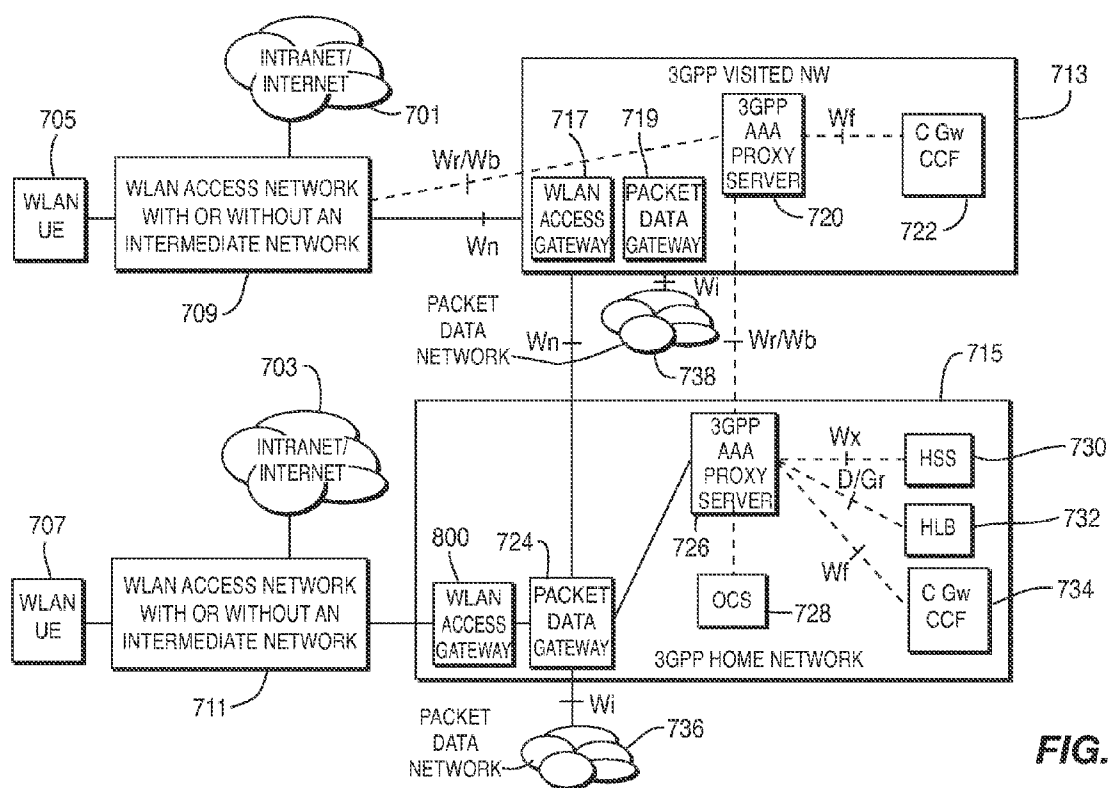 INTRANET/
INTERNET
701
3GPP VISITED NW
713
705
717
719
3GPP
AAA
PROXY
SERVER
Wf
C GW
CCF
Wr/Wb
WLAN
UE
WLAN ACCESS NETWORK
WITH OR WITHOUT AN
INTERMEDIATE NETWORK
WLAN
ACCESS
GATEWAY
PACKET
DATA
GATEWAY
720
722
Wn
709
Wi
PACKET
DATA
NETWORK
Wn
738
Wr/Wb
703
715
INTRANET/
INTERNET
3GPP
AAA
PROXY
SERVER
Wx
HSS
730
D/Gr
707
800
724
726
HLB
732
Wf
WLAN
UE
WLAN ACCESS NETWORK
WITH OR WITHOUT AN
INTERMEDIATE NETWORK
WLAN
ACCESS
GATEWAY
PACKET
DATA
GATEWAY
OCS
728
C GW
CCF
734
3GPP HOME NETWORK
711
Wi
PACKET
DATA
NETWORK
736
FIG.